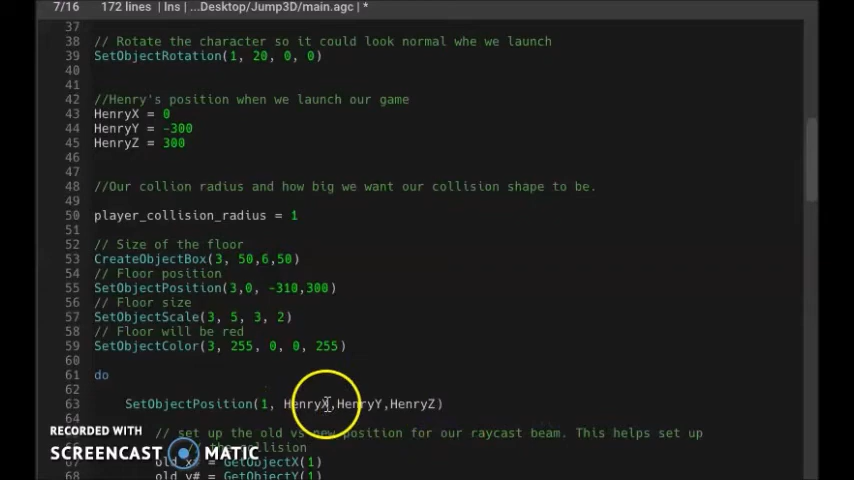 7/16 172 lines | Ins | ...Desktop/Jump3D/main.agc | *
37
38 // Rotate the character so it could look normal whe we launch
39 SetObjectRotation(1, 20, 0, 0)
40
41
42 //Henry's position when we launch our game
43 HenryX = 0
44 HenryY = -300
45 HenryZ = 300
46
47
48 //Our collion radius and how big we want our collision shape to be.
49
50 player_collision_radius = 1
51
52 // Size of the floor
53 CreateObjectBox(3, 50,6,50)
54 // Floor position
55 SetObjectPosition(3,0, -310,300)
56 // Floor size
57 SetObjectScale(3, 5, 3, 2)
58 // Floor will be red
59 SetObjectColor(3, 255, 0, 0, 255)
60
61 do
62
63 SetObjectPosition(1, HenryX,HenryY,HenryZ)
64
// set up the old vs new position for our raycast beam. This helps set up
the collision
old_x# = GetObjectX(1)
68 old_y# = GetObjectY(1)
RECORDED WITH
SCREENCAST MATIC